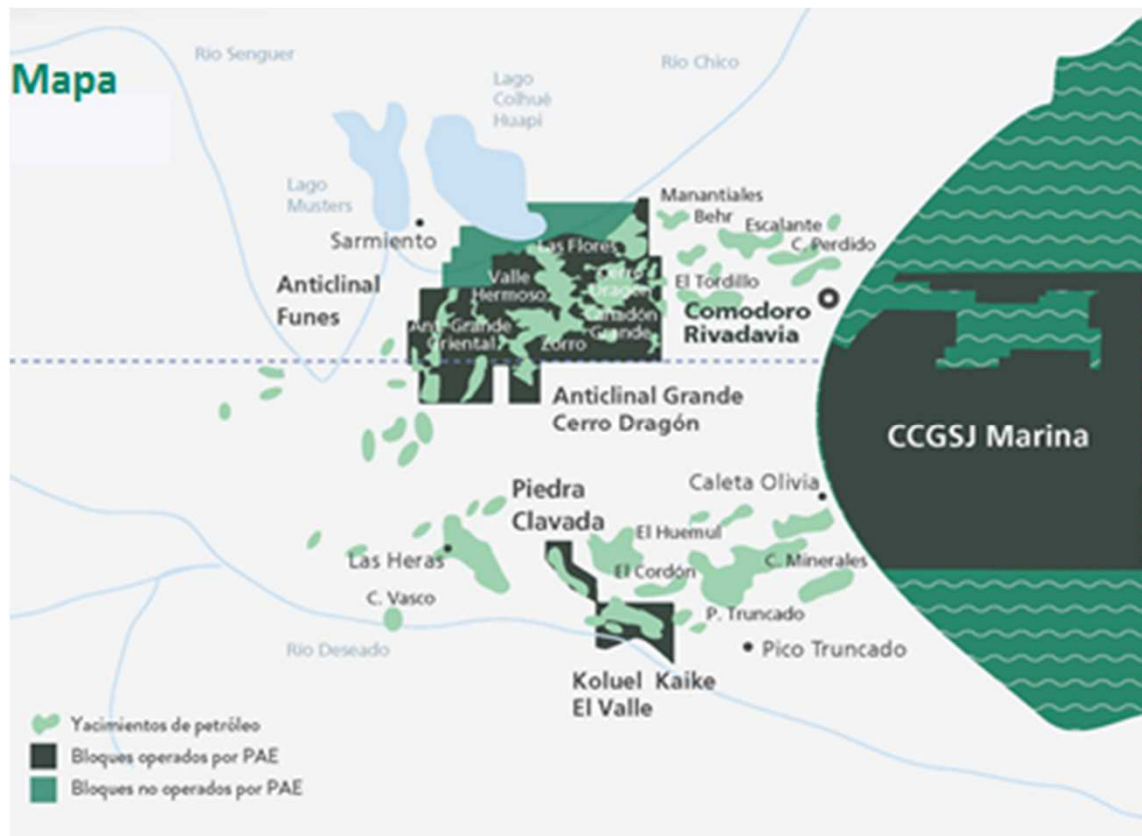 Mapa
Río Senguer
Río Chico
Lago
Colhué
Huapi
Lago
Musters
Sarmiento
Manantiales
Behr
Escalante
C. Perdido
Las Flores
Cerro
Dragón
Valle
Hermoso
El Tordillo
Anticlinal
Funes
Comodoro
Rivadavia
Cañadón
Grande
Ant. Grande
Oriental
Zorro
Anticlinal Grande
Cerro Dragón
CCGSJ Marina
Caleta Olivia
Piedra
Clavada
El Huemul
Las Heras
C. Minerales
El Cordón
C. Vasco
P. Truncado
Río Deseado
Pico Truncado
Koluel Kaike
El Valle
Yacimientos de petróleo
Bloques operados por PAE
Bloques no operados por PAE